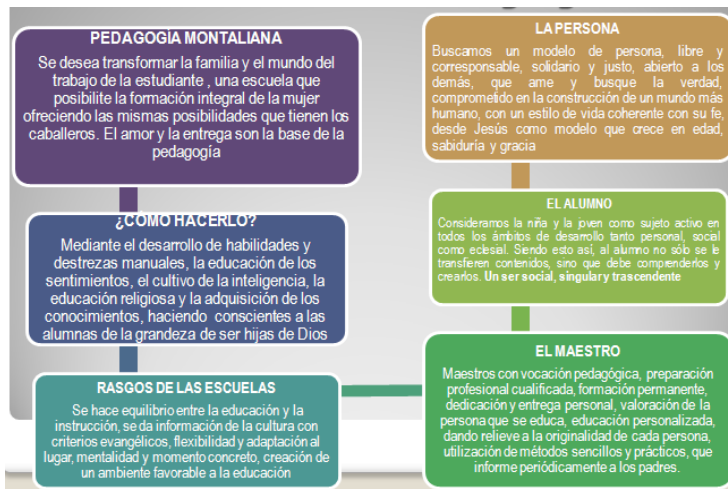 PEDAGOGÍA MONTALIANA
Se desea transformar la familia y el mundo del
trabajo de la estudiante , una escuela que
posibilite la formación integral de la mujer
ofreciendo las mismas posibilidades que tienen los
caballeros. El amor y la entrega son la base de la
pedagogía
¿COMO HACERLO?
Mediante el desarrollo de habilidades y
destrezas manuales, la educación de los
sentimientos, el cultivo de la inteligencia, la
educación religiosa y la adquisición de los
conocimientos, haciendo conscientes a las
alumnas de la grandeza de ser hijas de Dios
RASGOS DE LAS ESCUELAS
Se hace equilibrio entre la educación y la
instrucción, se da información de la cultura con
criterios evangélicos, flexibilidad y adaptación al
lugar, mentalidad y momento concreto, creación de
un ambiente favorable a la educación
EL MAESTRO
Maestros con vocación pedagógica, preparación
profesional cualificada, formación permanente,
dedicación y entrega personal, valoración de la
persona que se educa, educación personalizada,
dando relieve a la originalidad de cada persona,
utilización de métodos sencillos y prácticos, que
informe periódicamente a los padres.
EL ALUMNO
Consideramos la niña y la joven como sujeto activo en
todos los ámbitos de desarrollo tanto personal, social
como eclesial. Siendo esto así, al alumno no sólo se le
transfieren contenidos, sino que debe comprenderlos y
crearlos. Un ser social, singular y trascendente
LA PERSONA
Buscamos un modelo de persona, libre y
corresponsable, solidario y justo, abierto a los
demás, que ame y busque la verdad,
comprometido en la construcción de un mundo más
humano, con un estilo de vida coherente con su fe,
desde Jesús como modelo que crece en edad,
sabiduría y gracia